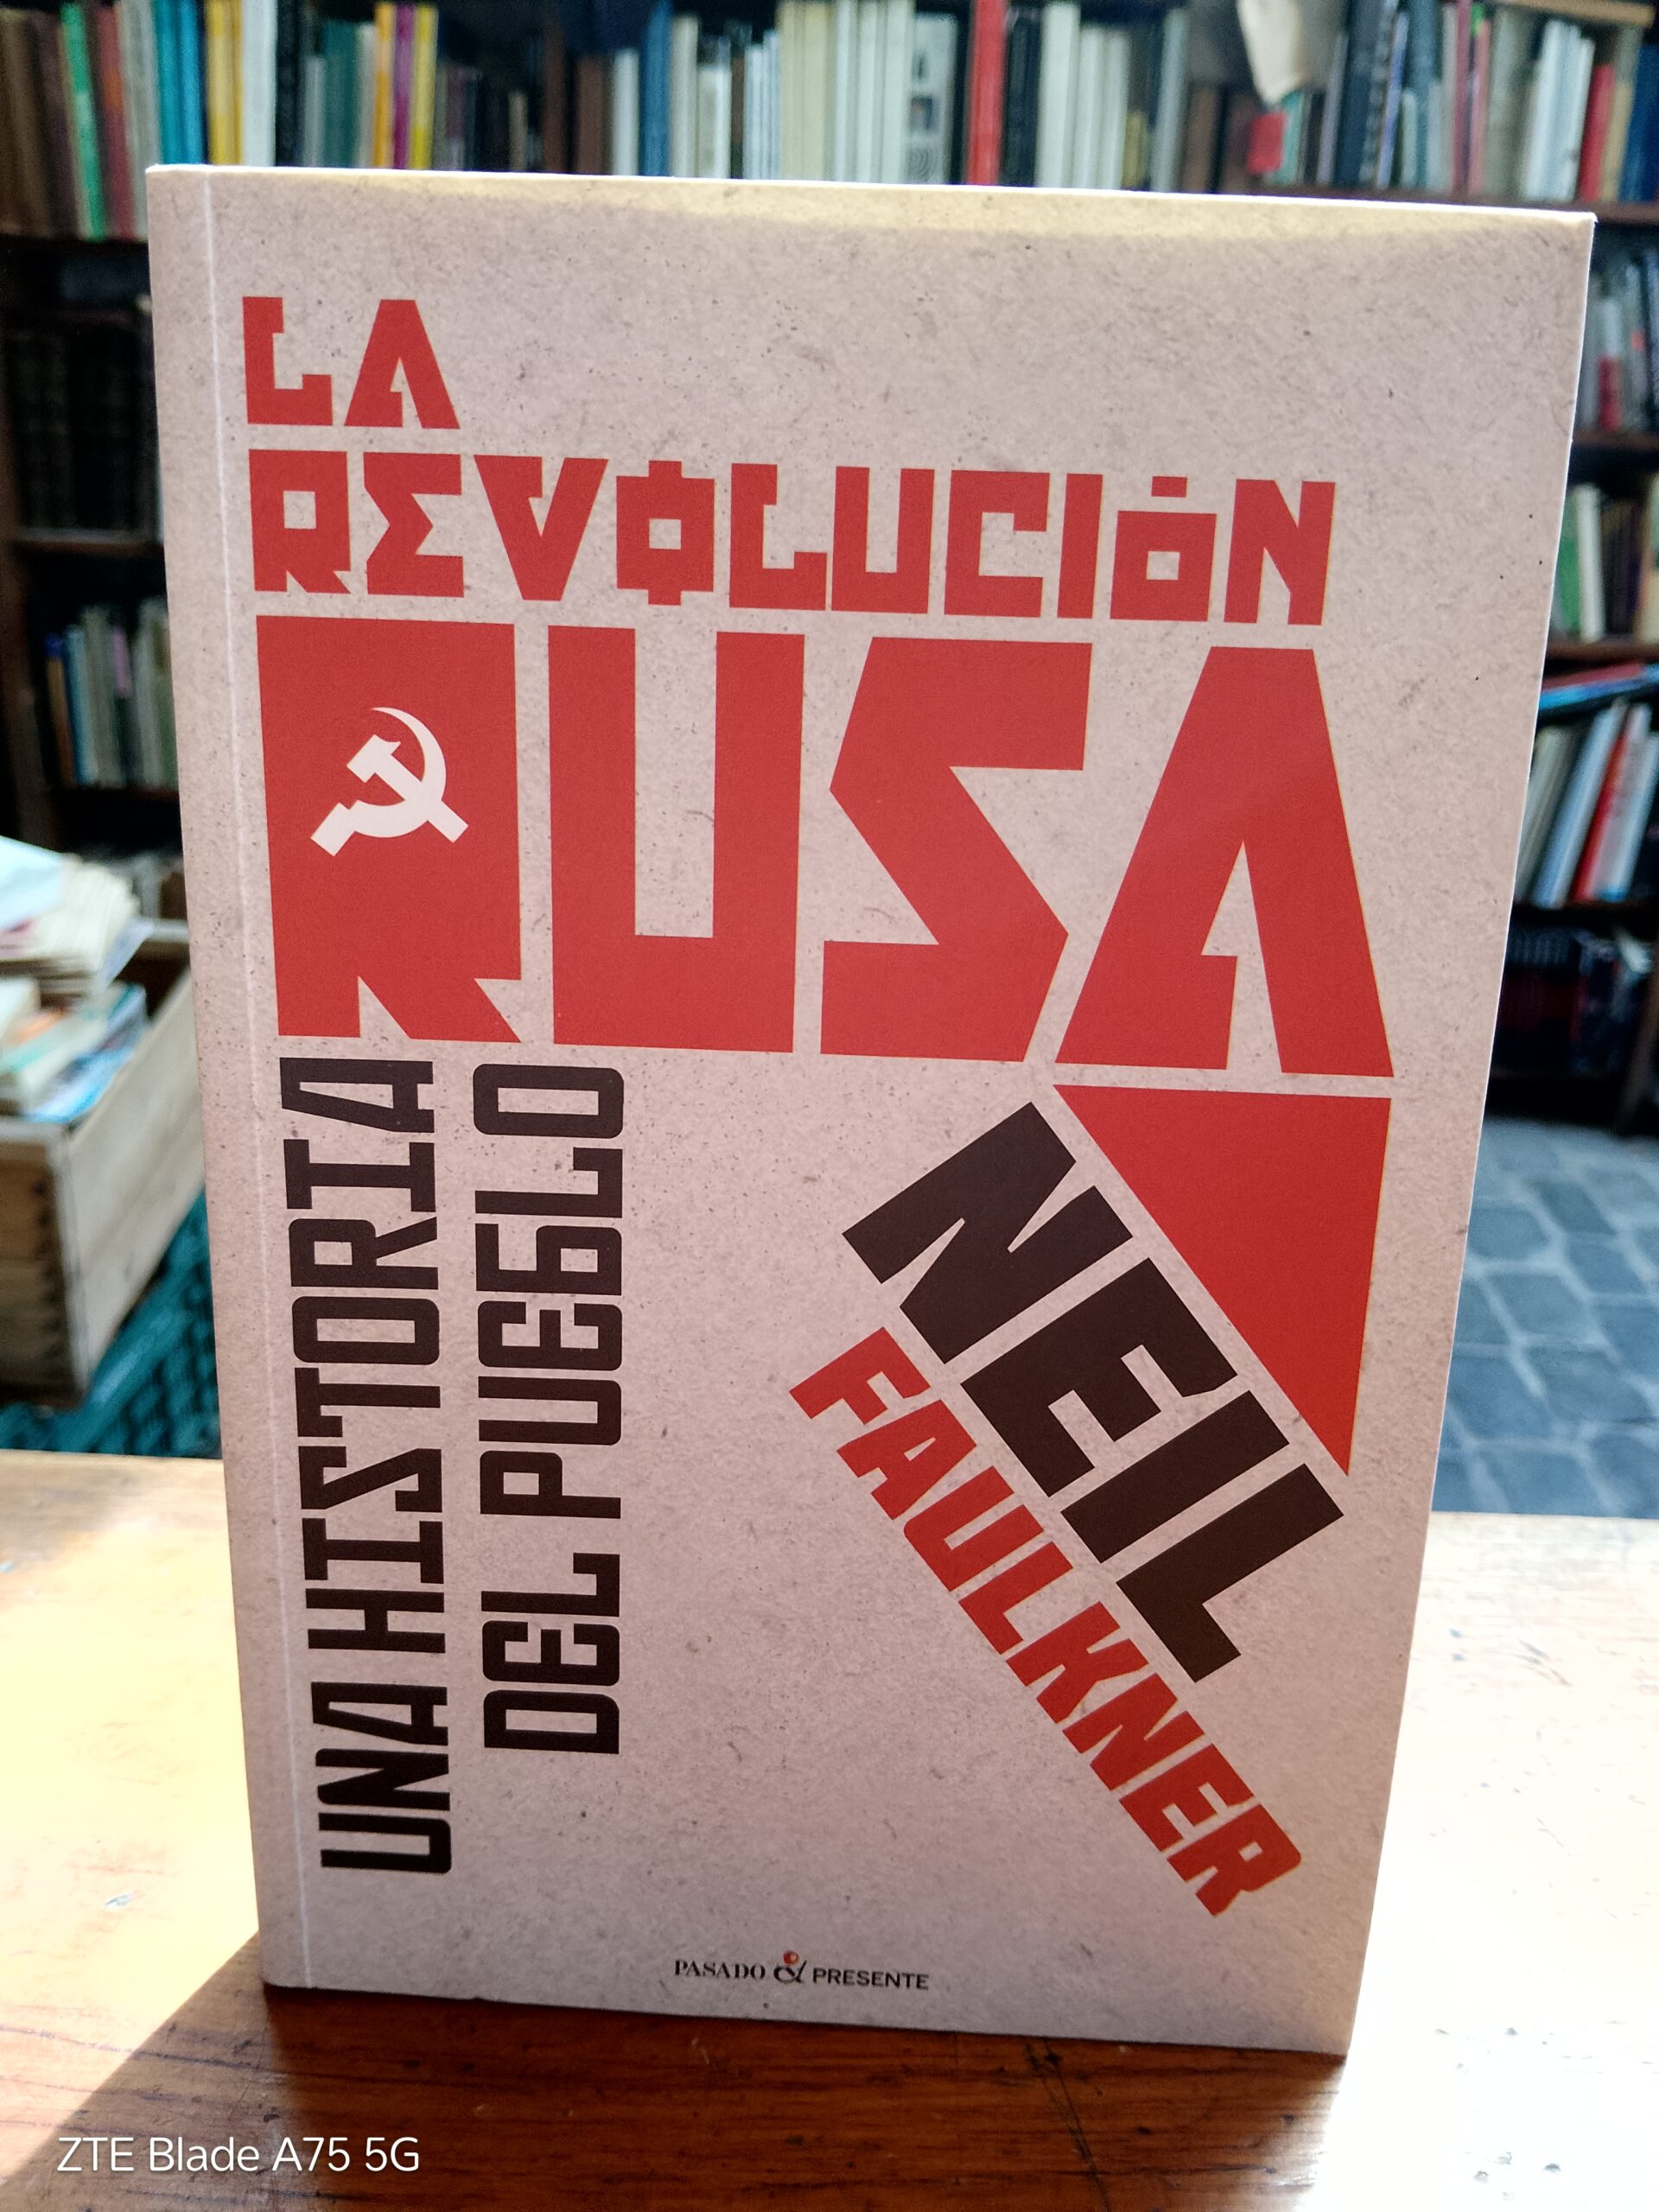 LA
REVOLUCIÓN
RUSA
UNA HISTORIA
DEL PUEBLO
NEIL
FAULKNER
PASADO & PRESENTE
ZTE Blade A75 5G